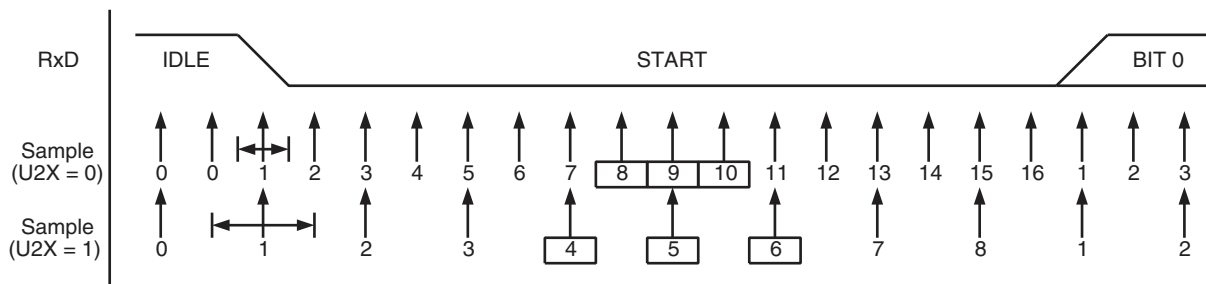 RxD IDLE START BIT 0
Sample
(U2X = 0)
0 0 1 2 3 4 5 6 7 8 9 10 11 12 13 14 15 16 1 2 3
Sample
(U2X = 1)
0 1 2 3 4 5 6 7 8 1 2